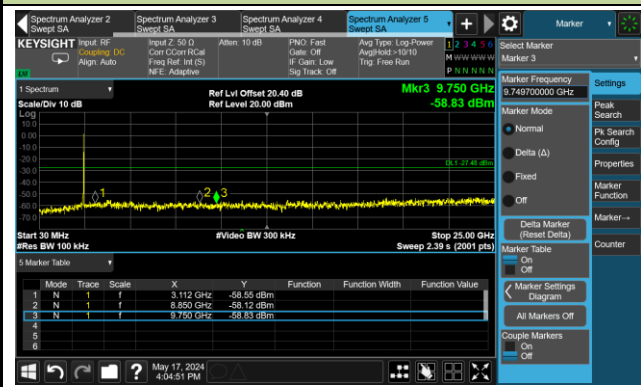 Spectrum Analyzer 2
Swept SA
Spectrum Analyzer 3
Swept SA
Spectrum Analyzer 4
Swept SA
Spectrum Analyzer 5
Swept SA
Marker
KEYSIGHT
Input: RF
Coupling: DC
Align: Auto
Input Z: 50 Ω
Corr CCorr RCal
Freq Ref: Int (S)
NFE: Adaptive
Atten: 10 dB
PNO: Fast
Gate: Off
IF Gain: Low
Sig Track: Off
Avg Type: Log-Power
Avg|Hold:>10/10
Trig: Free Run
1 2 3 4 5 6
M W W W W W
P N N N N N
Select Marker
Marker 3
1 Spectrum
Scale/Div 10 dB
Log
Ref Lvl Offset 20.40 dB
Ref Level 20.00 dBm
Mkr3 9.750 GHz
-58.83 dBm
10.0
0.00
-10.0
-20.0
-30.0
-40.0
-50.0
-60.0
-70.0
DL1 -27.48 dBm
1
2
3
Start 30 MHz
#Res BW 100 kHz
#Video BW 300 kHz
Stop 25.00 GHz
Sweep 2.39 s (2001 pts)
5 Marker Table
Mode Trace Scale X Y Function Function Width Function Value
1 N 1 f 3.112 GHz -58.55 dBm
2 N 1 f 8.850 GHz -58.12 dBm
3 N 1 f 9.750 GHz -58.83 dBm
4
5
6
Marker Frequency
9.749700000 GHz
Marker Mode
Normal
Delta (Δ)
Fixed
Off
Delta Marker
(Reset Delta)
Marker Table
On
Off
Marker Settings
Diagram
All Markers Off
Couple Markers
On
Off
Settings
Peak
Search
Pk Search
Config
Properties
Marker
Function
Marker→
Counter
May 17, 2024
4:04:51 PM